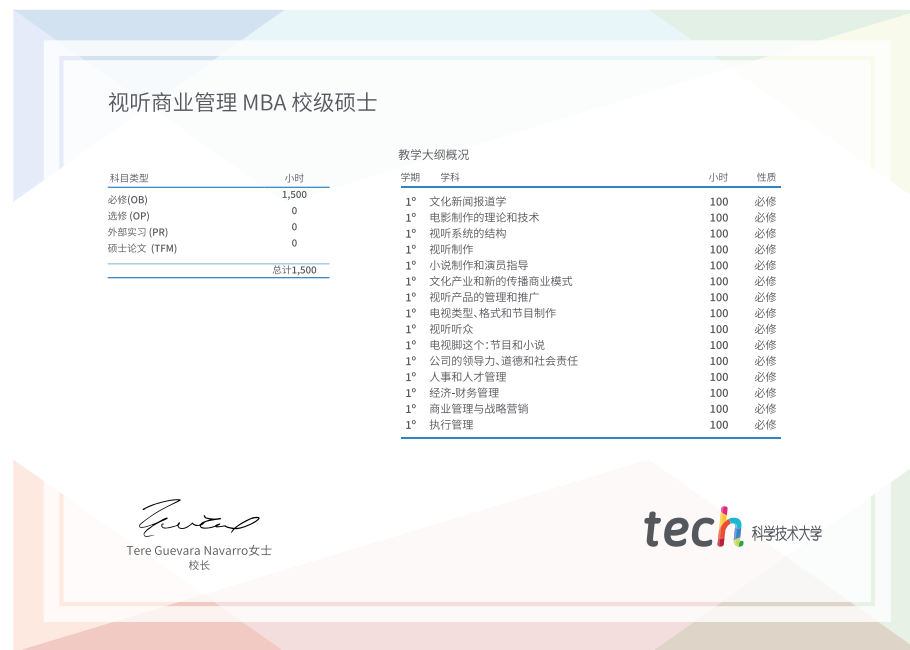 视听商业管理 MBA 校级硕士
科目类型 小时
必修(OB) 1,500
选修 (OP) 0
外部实习 (PR) 0
硕士论文 (TFM) 0
总计1,500
教学大纲概况
学期 学科 小时 性质
1º 文化新闻报道学 100 必修
1º 电影制作的理论和技术 100 必修
1º 视听系统的结构 100 必修
1º 视听制作 100 必修
1º 小说制作和演员指导 100 必修
1º 文化产业和新的传播商业模式 100 必修
1º 视听产品的管理和推广 100 必修
1º 电视类型、格式和节目制作 100 必修
1º 视听听众 100 必修
1º 电视脚这个：节目和小说 100 必修
1º 公司的领导力、道德和社会责任 100 必修
1º 人事和人才管理 100 必修
1º 经济-财务管理 100 必修
1º 商业管理与战略营销 100 必修
1º 执行管理 100 必修
Tere Guevara Navarro女士
校长
tech 科学技术大学